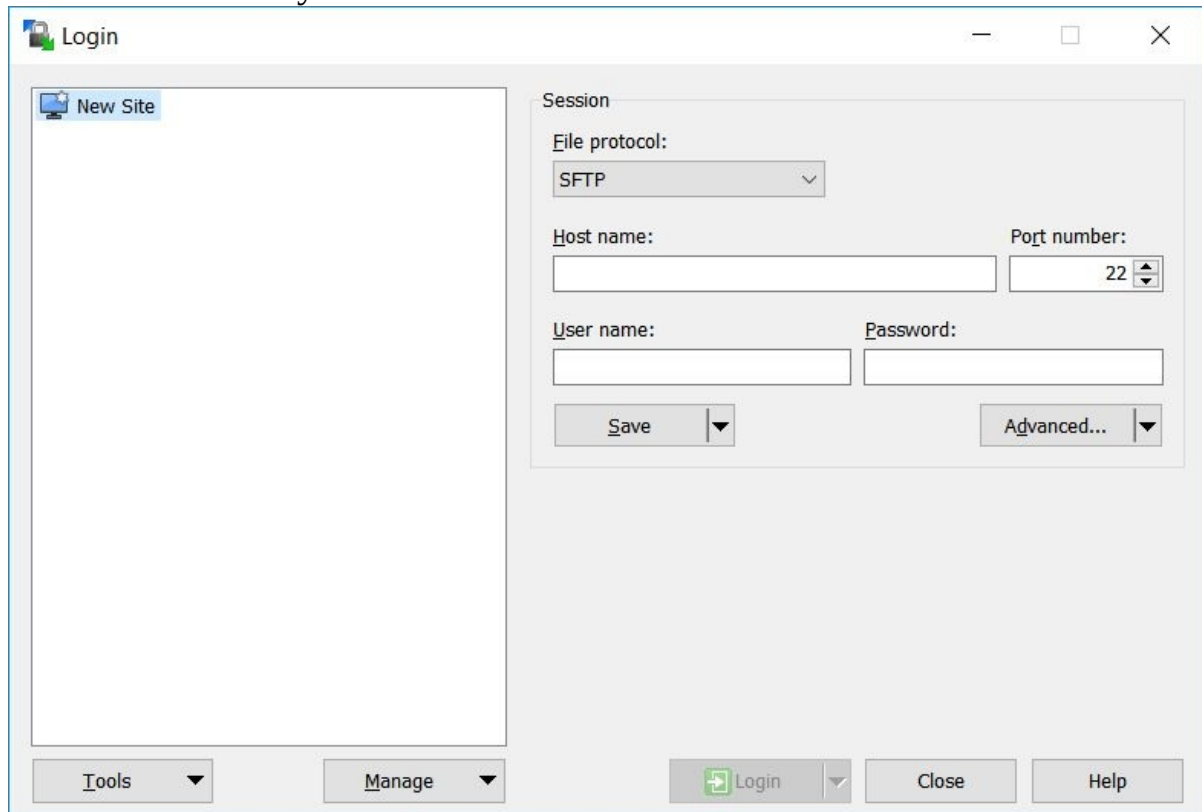 Login
New Site
Session
File protocol:
SFTP
Host name:
Port number:
22
User name:
Password:
Save
Advanced...
Tools
Manage
Login
Close
Help